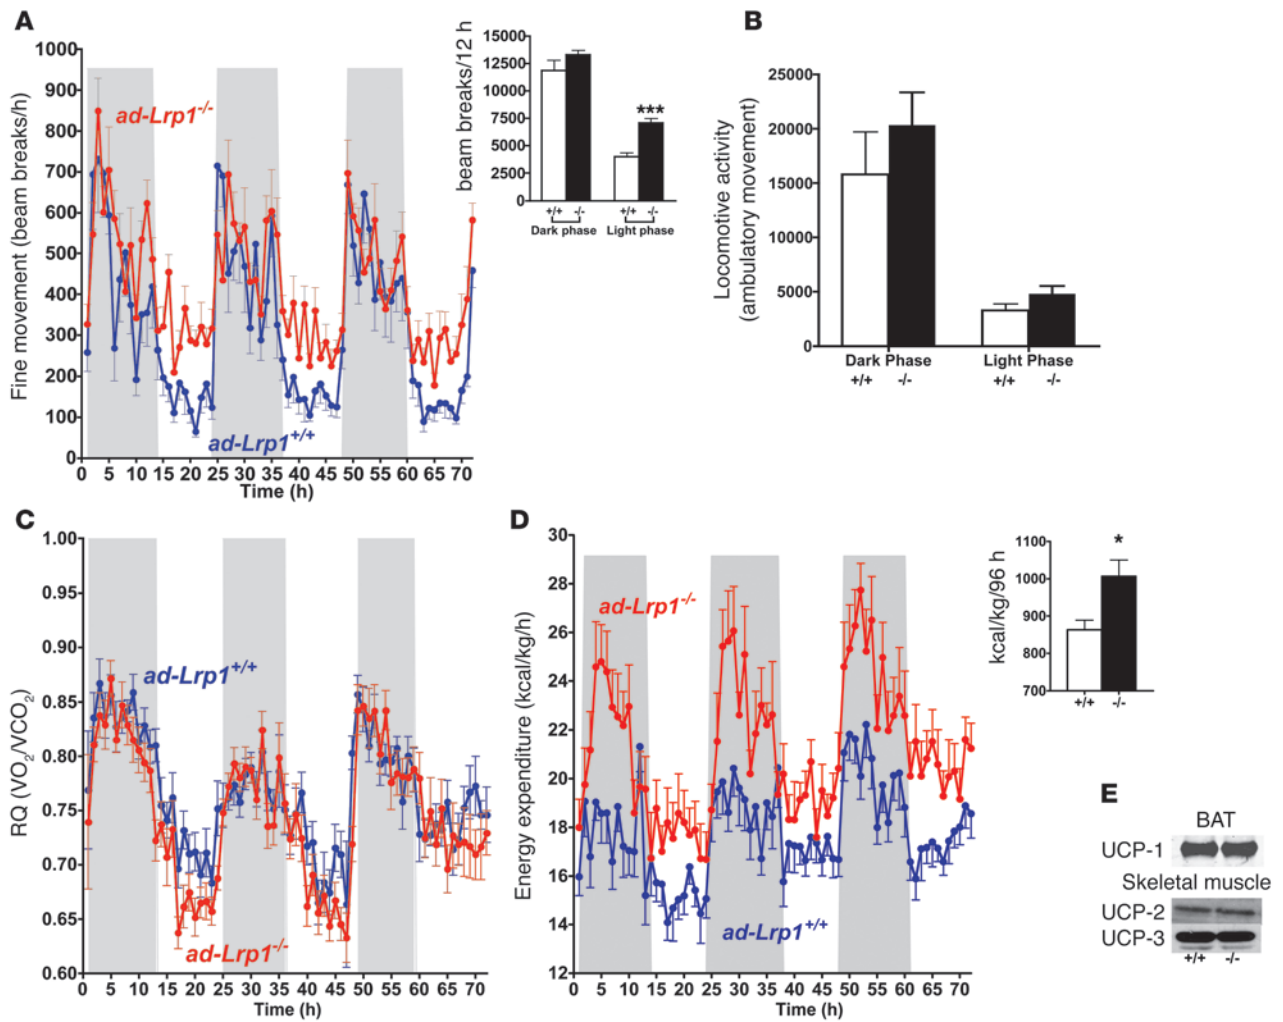 A
Fine movement (beam breaks/h)
1000
900
800
700
600
500
400
300
200
100
0
ad-Lrp1-/-
ad-Lrp1+/+
0 5 10 15 20 25 30 35 40 45 50 55 60 65 70
Time (h)
beam breaks/12 h
15000
12500
10000
7500
5000
2500
0
***
+/+ -/- +/+ -/-
Dark phase Light phase
B
Locomotive activity
(ambulatory movement)
25000
20000
15000
10000
5000
0
Dark Phase Light Phase
+/+ -/- +/+ -/-
C
RQ (VO2/VCO2)
1.00
0.95
0.90
0.85
0.80
0.75
0.70
0.65
0.60
ad-Lrp1+/+
ad-Lrp1-/-
0 5 10 15 20 25 30 35 40 45 50 55 60 65 70
Time (h)
D
Energy expenditure (kcal/kg/h)
30
28
26
24
22
20
18
16
14
12
ad-Lrp1-/-
ad-Lrp1+/+
0 5 10 15 20 25 30 35 40 45 50 55 60 65 70
Time (h)
kcal/kg/96 h
1100
1000
900
800
700
*
+/+ -/-
E
BAT
UCP-1
Skeletal muscle
UCP-2
UCP-3
+/+ -/-